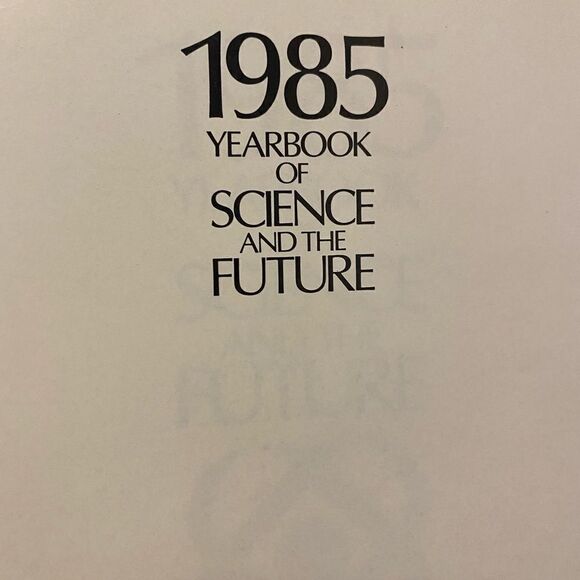 1985
YEARBOOK
OF
SCIENCE
AND THE
FUTURE